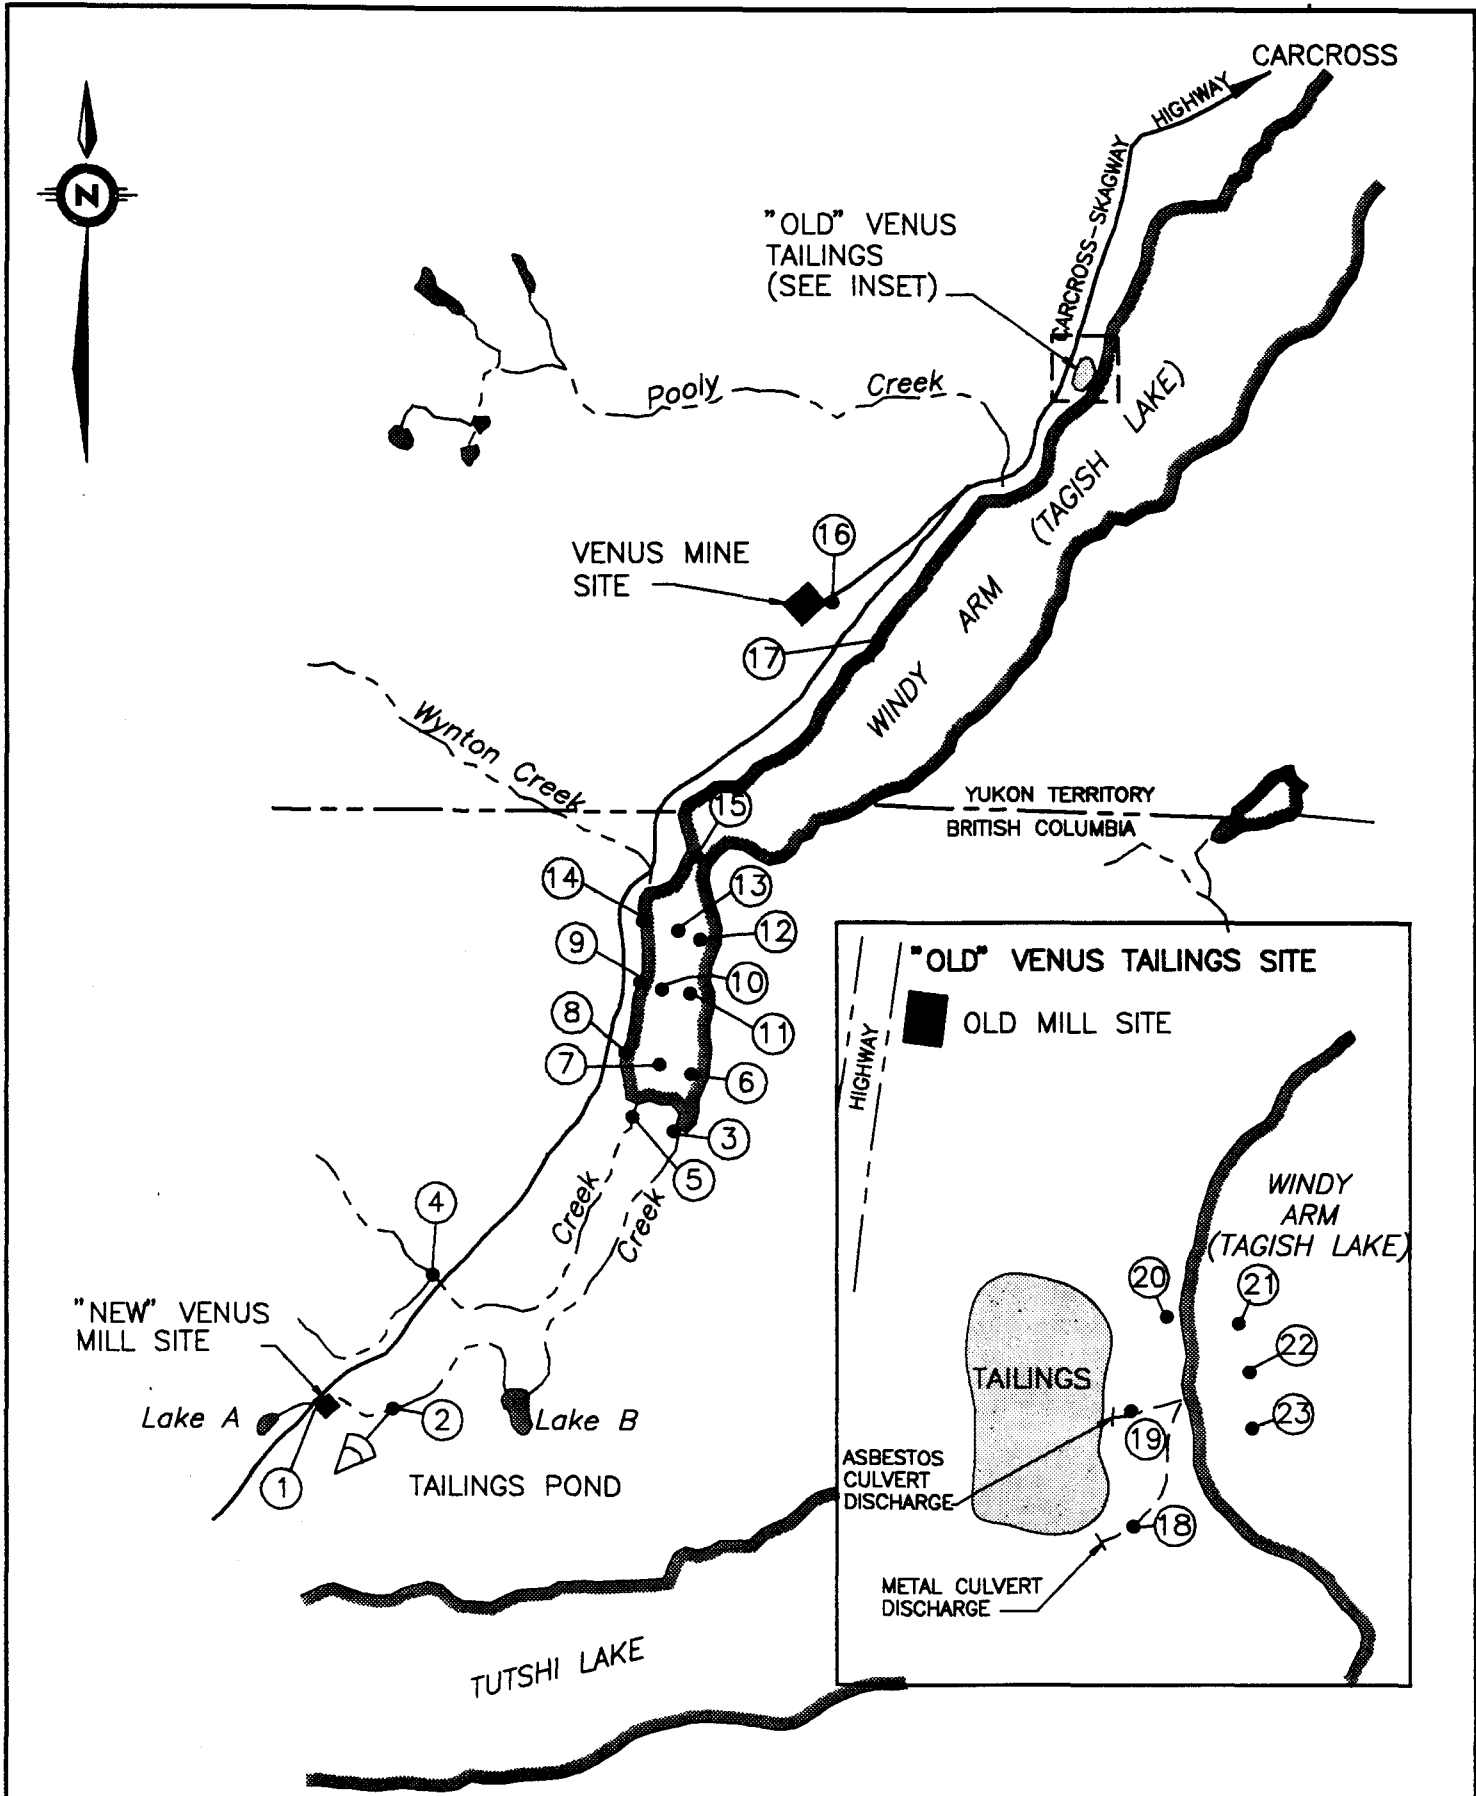 CARCROSS
CARCROSS-SKAGWAY HIGHWAY
N
"OLD" VENUS
TAILINGS
(SEE INSET)
Pooly Creek
WINDY ARM (TAGISH LAKE)
16
VENUS MINE
SITE
17
Wynton Creek
YUKON TERRITORY
BRITISH COLUMBIA
15
14
13
12
9
10
11
8
7
6
3
5
4
Creek
Creek
"NEW" VENUS
MILL SITE
Lake A
2
Lake B
1
TAILINGS POND
TUTSHI LAKE
"OLD" VENUS TAILINGS SITE
OLD MILL SITE
HIGHWAY
WINDY
ARM
(TAGISH LAKE)
20
21
22
TAILINGS
23
19
ASBESTOS
CULVERT
DISCHARGE
18
METAL CULVERT
DISCHARGE